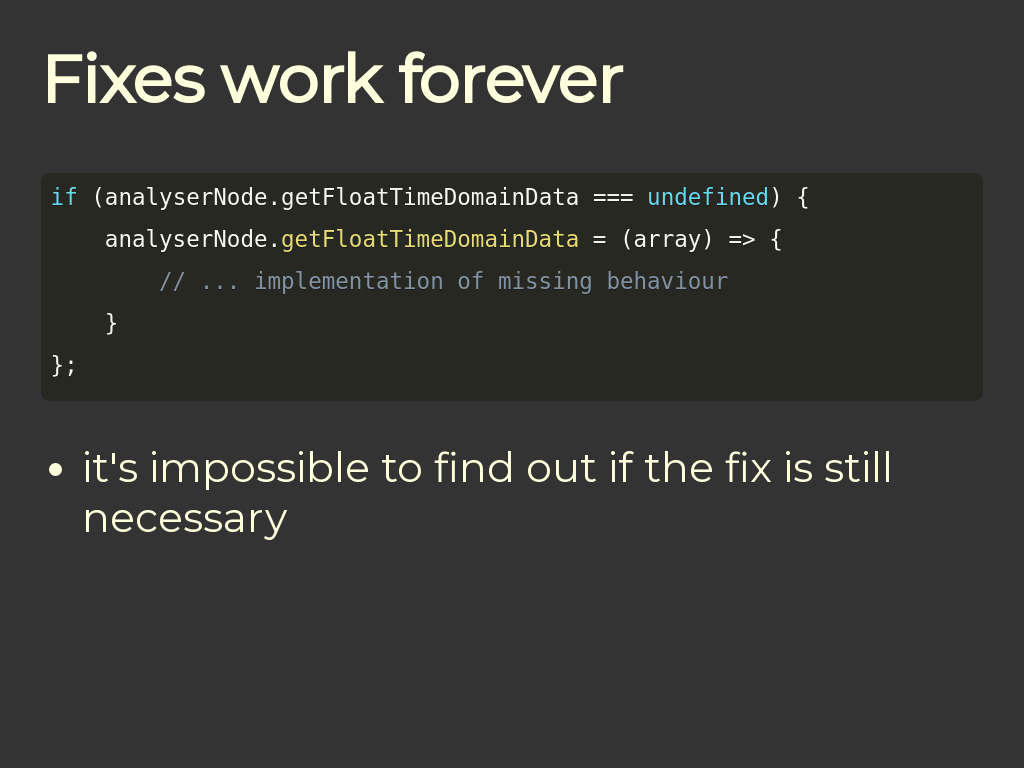 Fixes work forever
if (analyserNode.getFloatTimeDomainData === undefined) {
    analyserNode.getFloatTimeDomainData = (array) => {
        // ... implementation of missing behaviour
    }
};
• it's impossible to find out if the fix is still
necessary